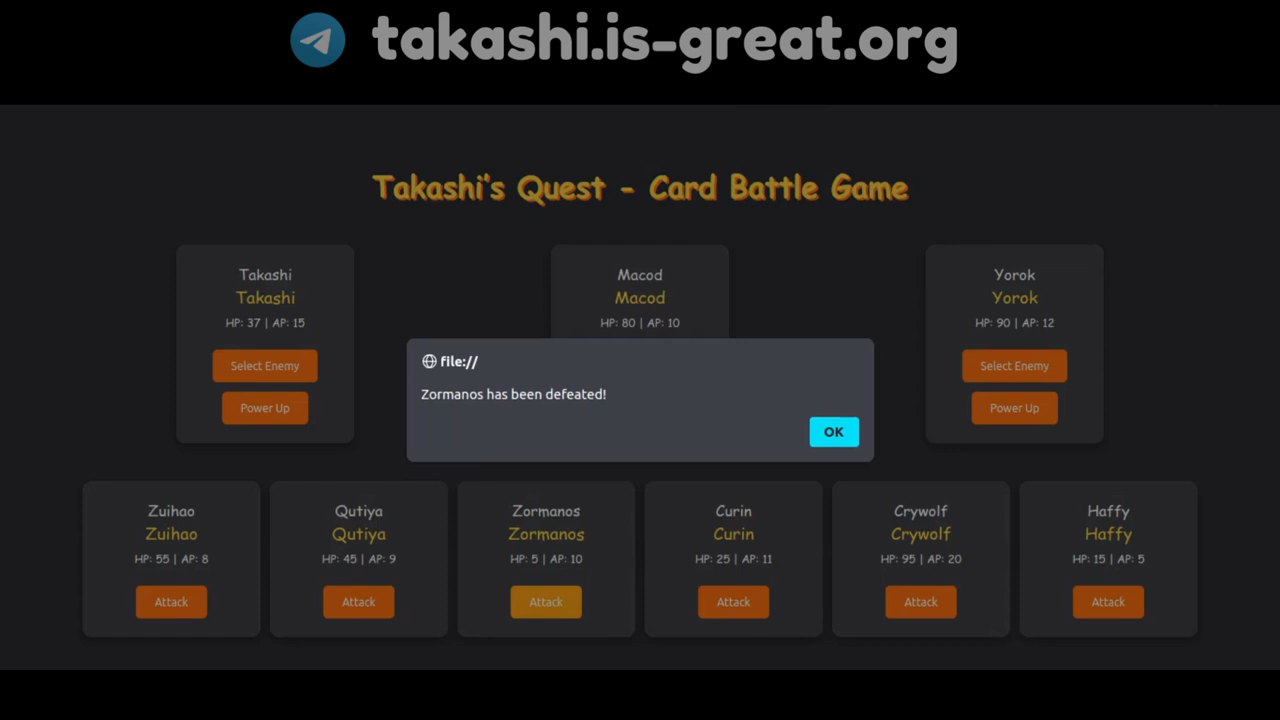 takashi.is-great.org
Takashi's Quest - Card Battle Game
Takashi
Takashi
HP: 37 | AP: 15
Select Enemy
Power Up
Macod
Macod
HP: 80 | AP: 10
Yorok
Yorok
HP: 90 | AP: 12
Select Enemy
Power Up
file://
Zormanos has been defeated!
OK
Zuihao
Zuihao
HP: 55 | AP: 8
Attack
Qutiya
Qutiya
HP: 45 | AP: 9
Attack
Zormanos
Zormanos
HP: 5 | AP: 10
Attack
Curin
Curin
HP: 25 | AP: 11
Attack
Crywolf
Crywolf
HP: 95 | AP: 20
Attack
Haffy
Haffy
HP: 15 | AP: 5
Attack